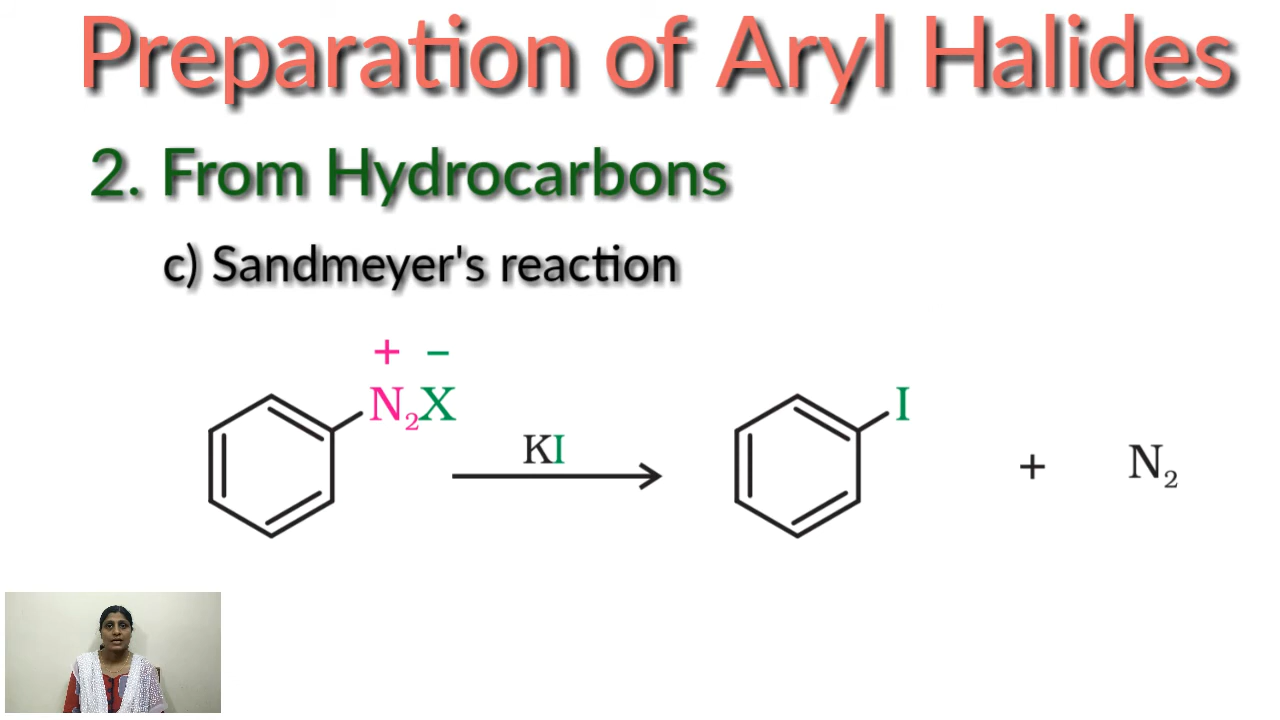 Preparation of Aryl Halides
2. From Hydrocarbons
c) Sandmeyer's reaction
+ −
N₂X
KI
I
+ N₂